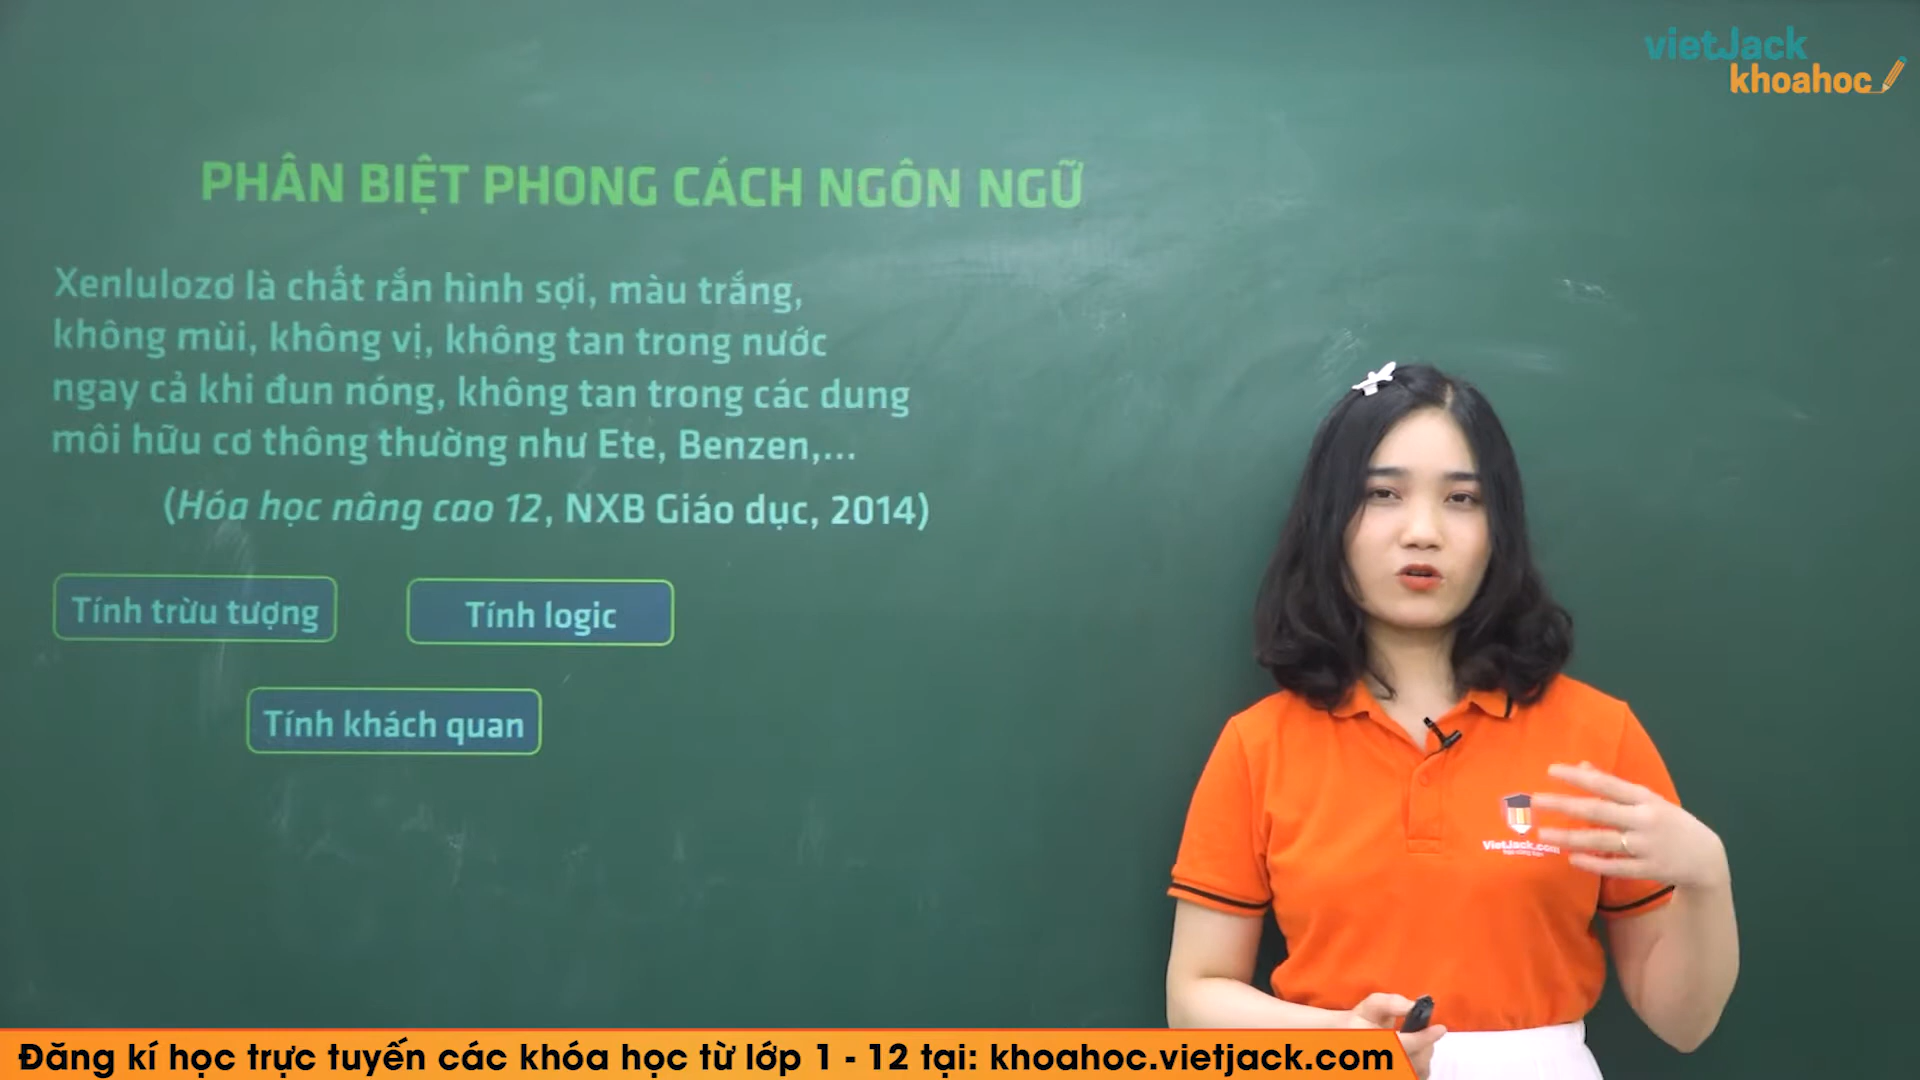 vietJack
khoahoc
PHÂN BIỆT PHONG CÁCH NGÔN NGỮ
Xenlulozơ là chất rắn hình sợi, màu trắng,
không mùi, không vị, không tan trong nước
ngay cả khi đun nóng, không tan trong các dung
môi hữu cơ thông thường như Ete, Benzen,...
(Hóa học nâng cao 12, NXB Giáo dục, 2014)
Tính trừu tượng
Tính logic
Tính khách quan
VietJack.com
Đăng kí học trực tuyến các khóa học từ lớp 1 - 12 tại: khoahoc.vietjack.com